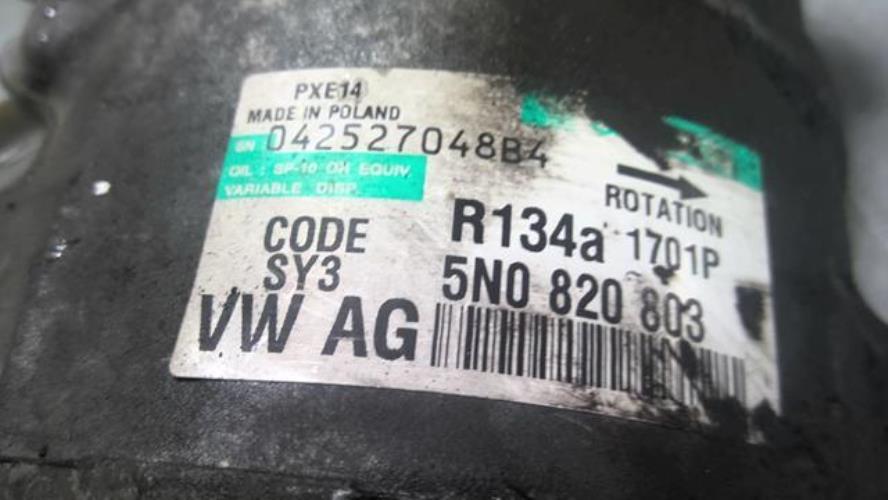 PXE14
MADE IN POLAND
SN 042527048B4
OIL : SP-10 OR EQUIV.
VARIABLE DISP.
ROTATION
CODE R134a 1701P
SY3 5N0 820 803
VW AG